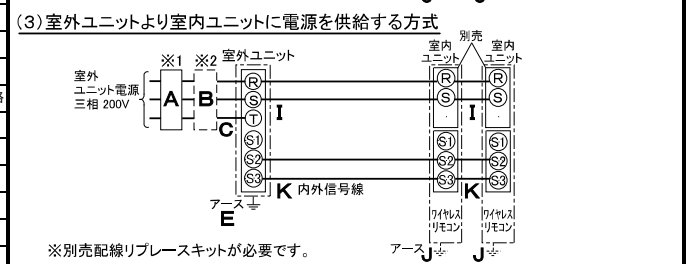 (3)室外ユニットより室内ユニットに電源を供給する方式
※1 ※2 室外ユニット
室内ユニット 別売 室内ユニット
室外
ユニット電源
三相 200V
A B C
R S T S1 S2 S3
I
R S S1 S2 S3
I
R S S1 S2 S3
K 内外信号線
K
アース
E
ワイヤレス
リモコン
ワイヤレス
リモコン
アース J J
※別売配線リプレースキットが必要です。